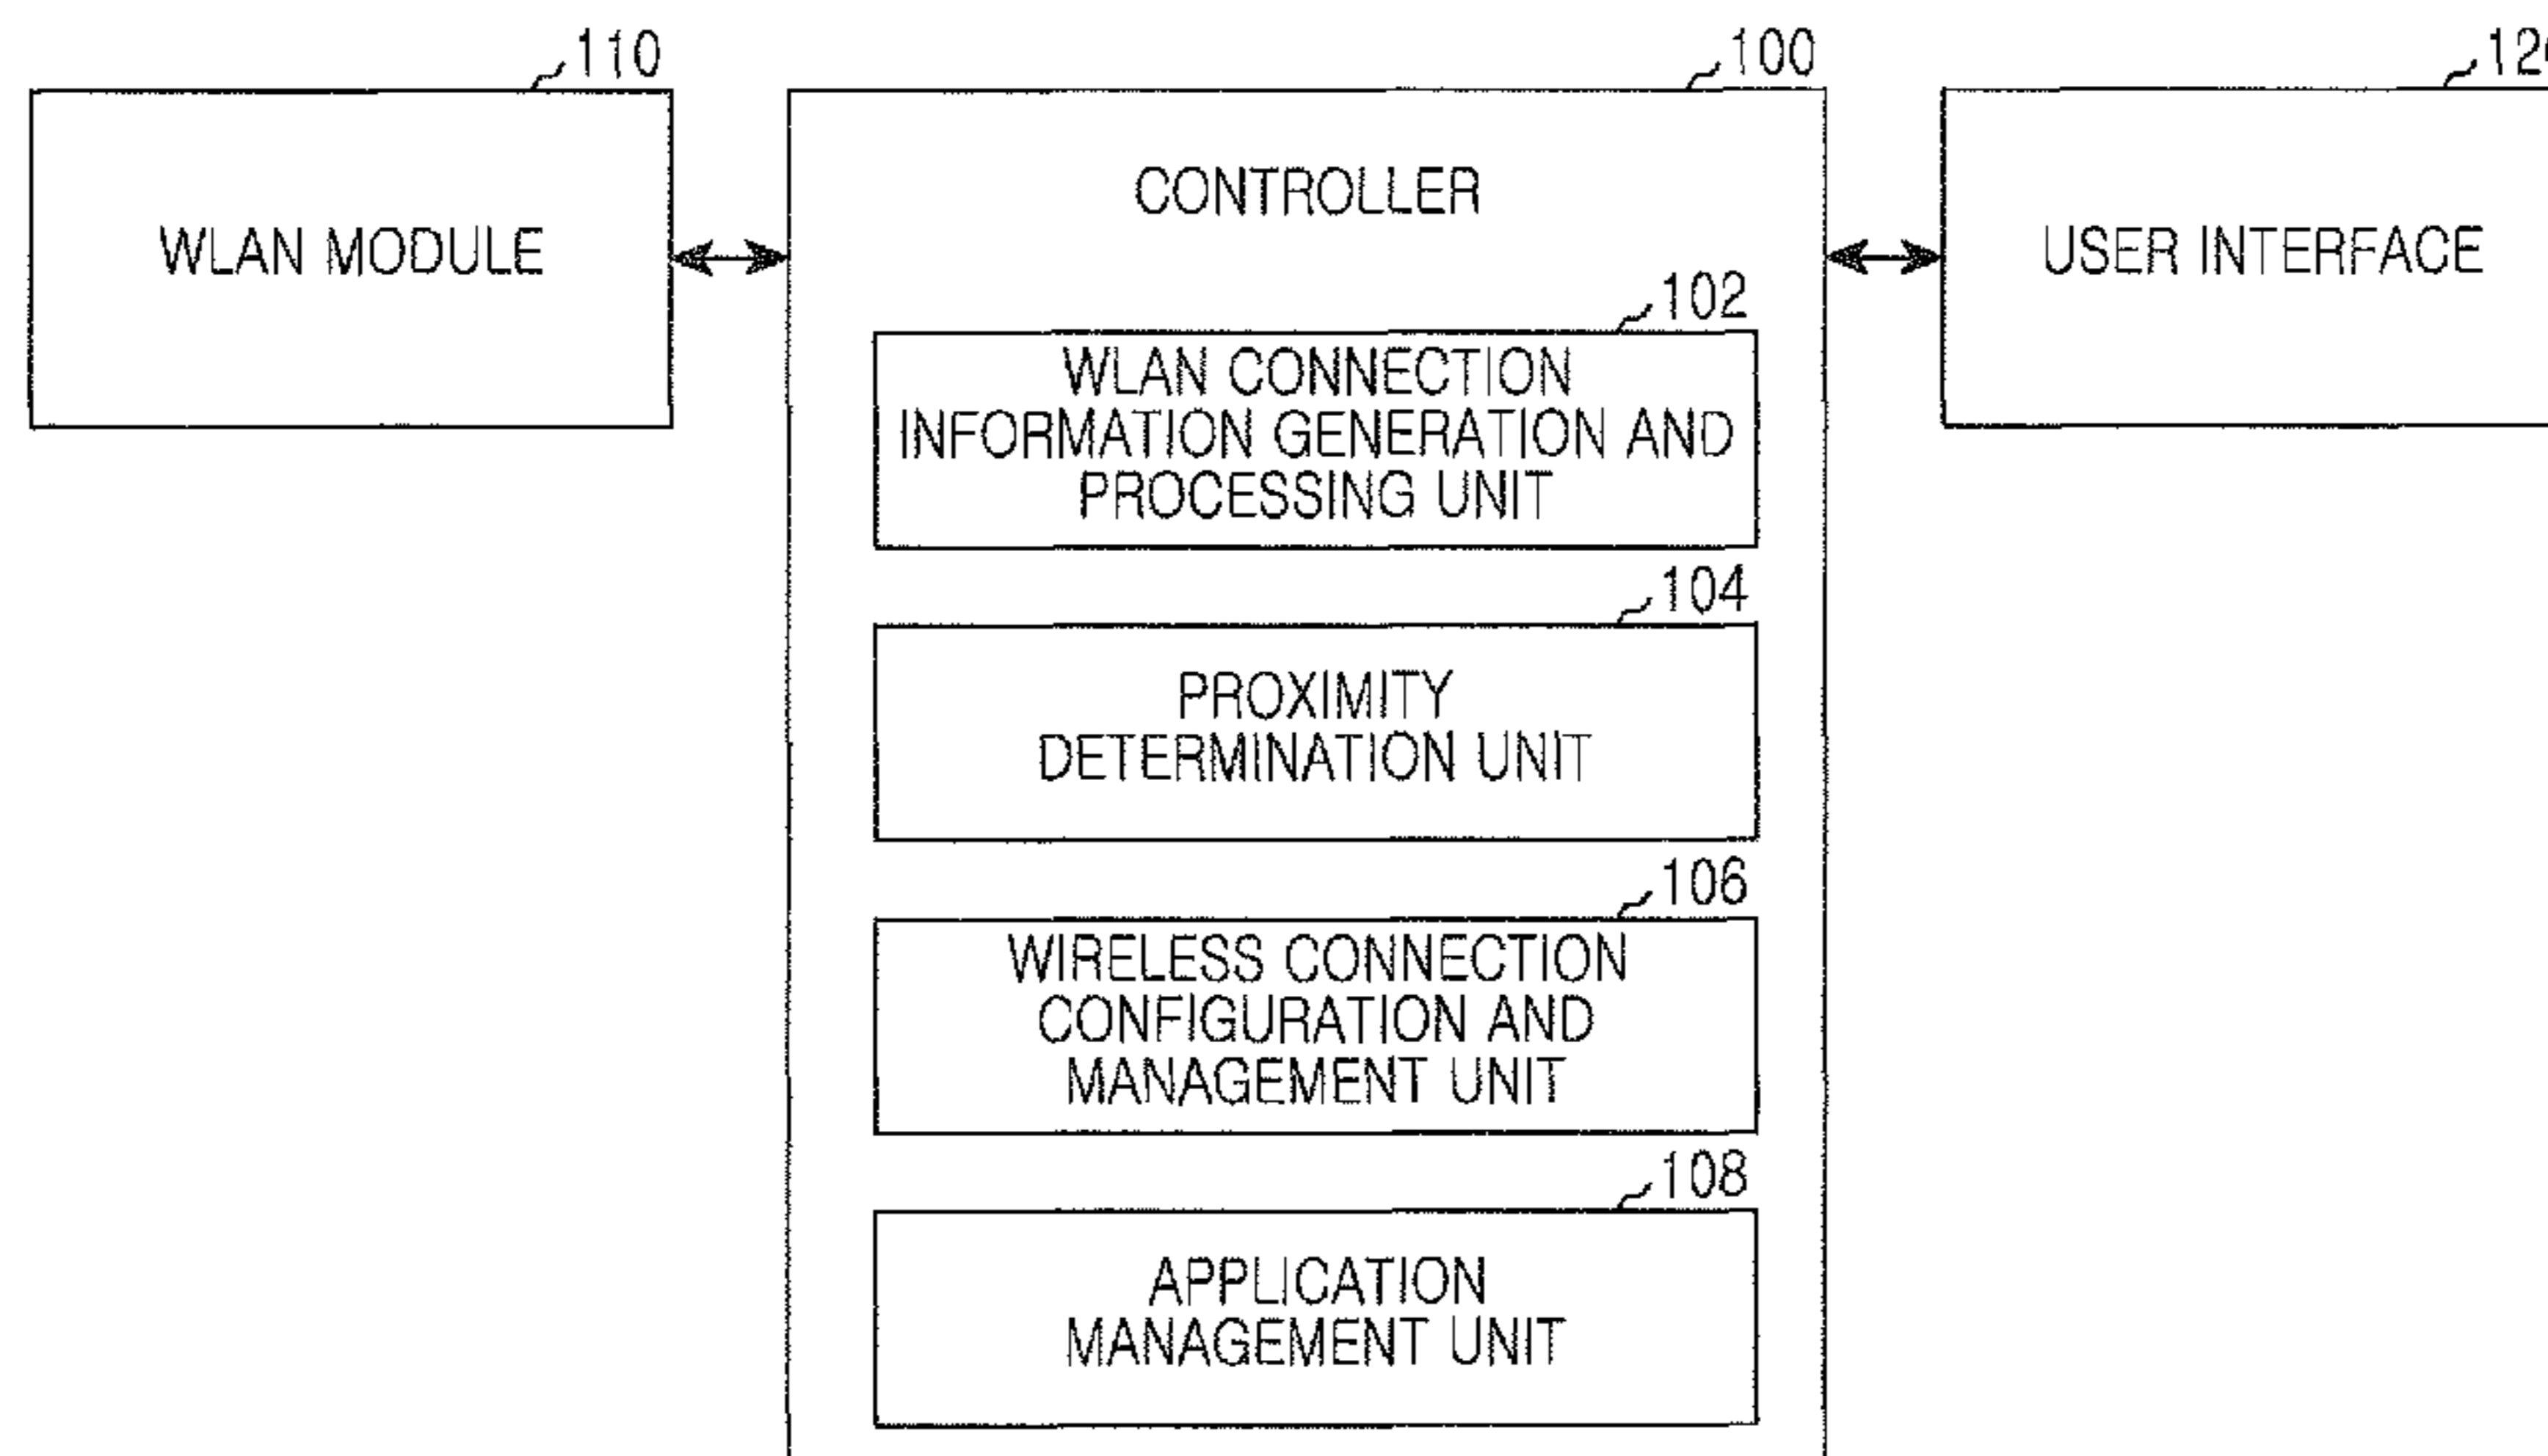 110
100
WLAN MODULE
CONTROLLER
USER INTERFACE
102
WLAN CONNECTION
INFORMATION GENERATION AND
PROCESSING UNIT
104
PROXIMITY
DETERMINATION UNIT
106
WIRELESS CONNECTION
CONFIGURATION AND
MANAGEMENT UNIT
108
APPLICATION
MANAGEMENT UNIT